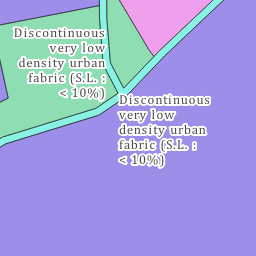 Discontinuous
very low
density urban
fabric (S.L. :
< 10%)
Discontinuous
very low
density urban
fabric (S.L. :
< 10%)